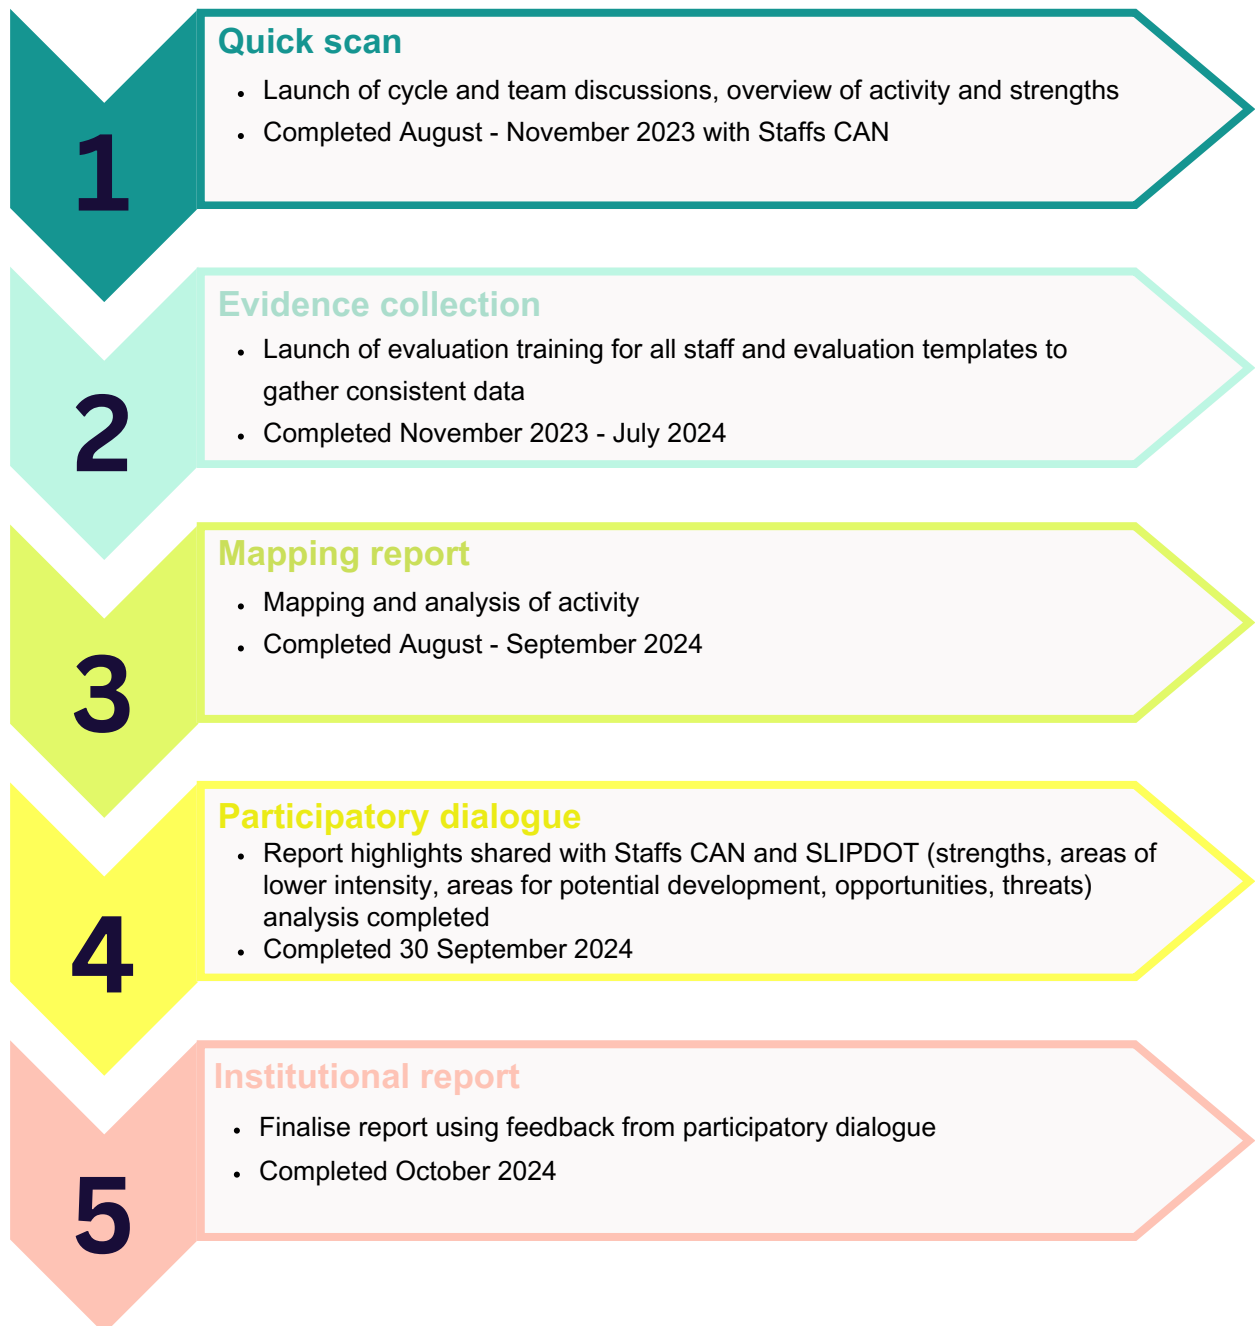 1
Quick scan
• Launch of cycle and team discussions, overview of activity and strengths
• Completed August - November 2023 with Staffs CAN
2
Evidence collection
• Launch of evaluation training for all staff and evaluation templates to
gather consistent data
• Completed November 2023 - July 2024
3
Mapping report
• Mapping and analysis of activity
• Completed August - September 2024
4
Participatory dialogue
• Report highlights shared with Staffs CAN and SLIPDOT (strengths, areas of
lower intensity, areas for potential development, opportunities, threats)
analysis completed
• Completed 30 September 2024
5
Institutional report
• Finalise report using feedback from participatory dialogue
• Completed October 2024